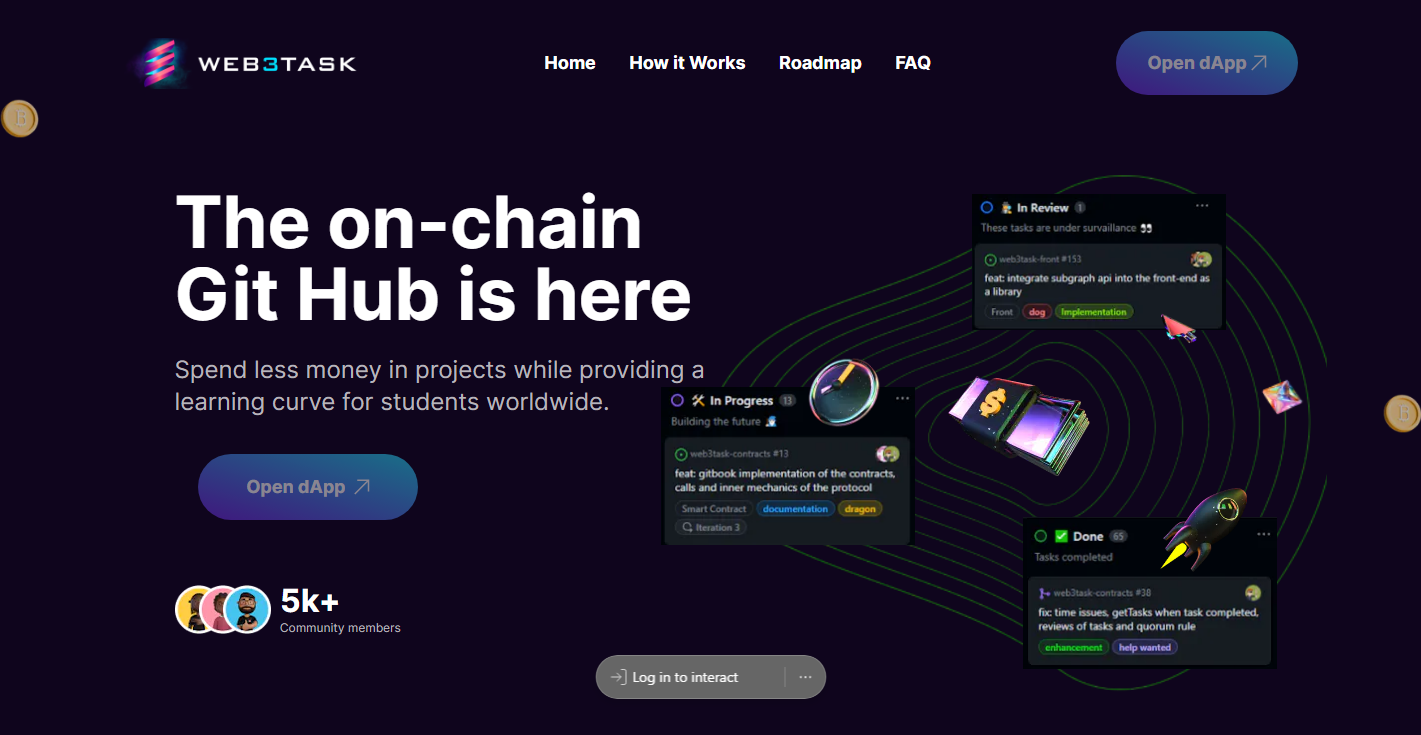 WEB3TASK
Home
How it Works
Roadmap
FAQ
Open dApp
The on-chain
Git Hub is here
Spend less money in projects while providing a
learning curve for students worldwide.
Open dApp
5k+
Community members
In Review 1
These tasks are under survaillance
web3task-front #153
feat: integrate subgraph api into the front-end as
a library
Front dog Implementation
In Progress 13
Building the future
web3task-contracts #13
feat: gitbook implementation of the contracts,
calls and inner mechanics of the protocol
Smart Contract documentation dragon
Iteration 3
Done 65
Tasks completed
web3task-contracts #38
fix: time issues, getTasks when task completed,
reviews of tasks and quorum rule
enhancement help wanted
Log in to interact